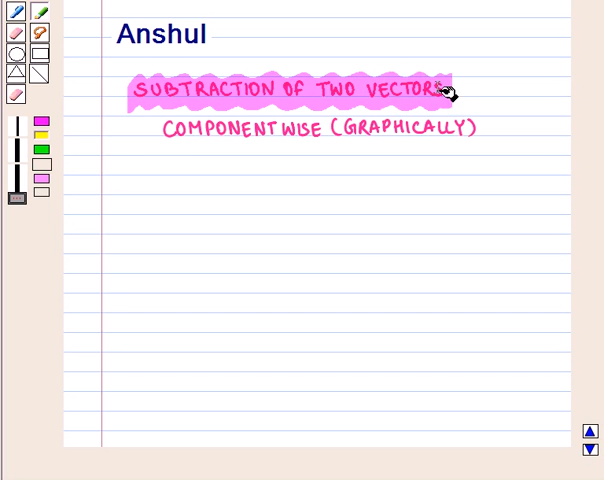 Anshul
SUBTRACTION OF TWO VECTORS
COMPONENTWISE (GRAPHICALLY)